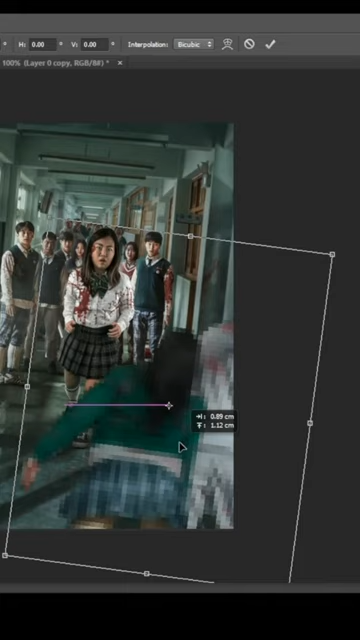 ° H: 0.00 ° V: 0.00 ° Interpolation: Bicubic
100% (Layer 0 copy, RGB/8#) * ×
→|: 0.89 cm
1.12 cm